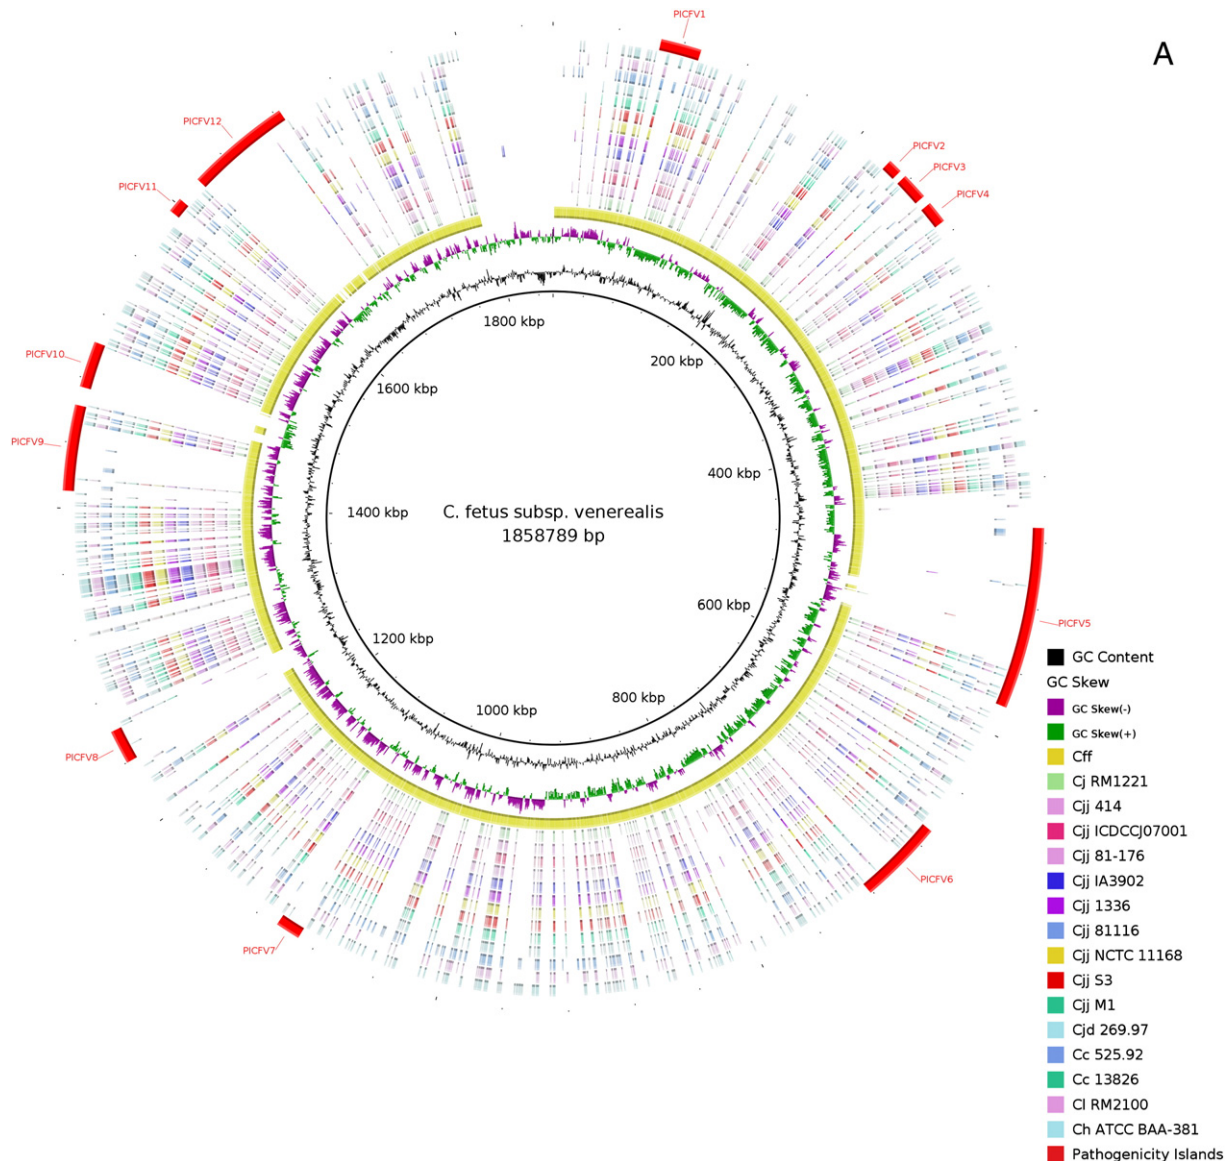 PICFV1
A
PICFV12
PICFV2
PICFV3
PICFV11
PICFV4
1800 kbp
200 kbp
PICFV10
1600 kbp
PICFV9
400 kbp
1400 kbp
C. fetus subsp. venerealis
1858789 bp
600 kbp
PICFV5
1200 kbp
800 kbp
1000 kbp
PICFV8
PICFV6
PICFV7
GC Content
GC Skew
GC Skew(-)
GC Skew(+)
Cff
Cj RM1221
Cjj 414
Cjj ICDCCJ07001
Cjj 81-176
Cjj IA3902
Cjj 1336
Cjj 81116
Cjj NCTC 11168
Cjj S3
Cjj M1
Cjd 269.97
Cc 525.92
Cc 13826
Cl RM2100
Ch ATCC BAA-381
Pathogenicity Islands